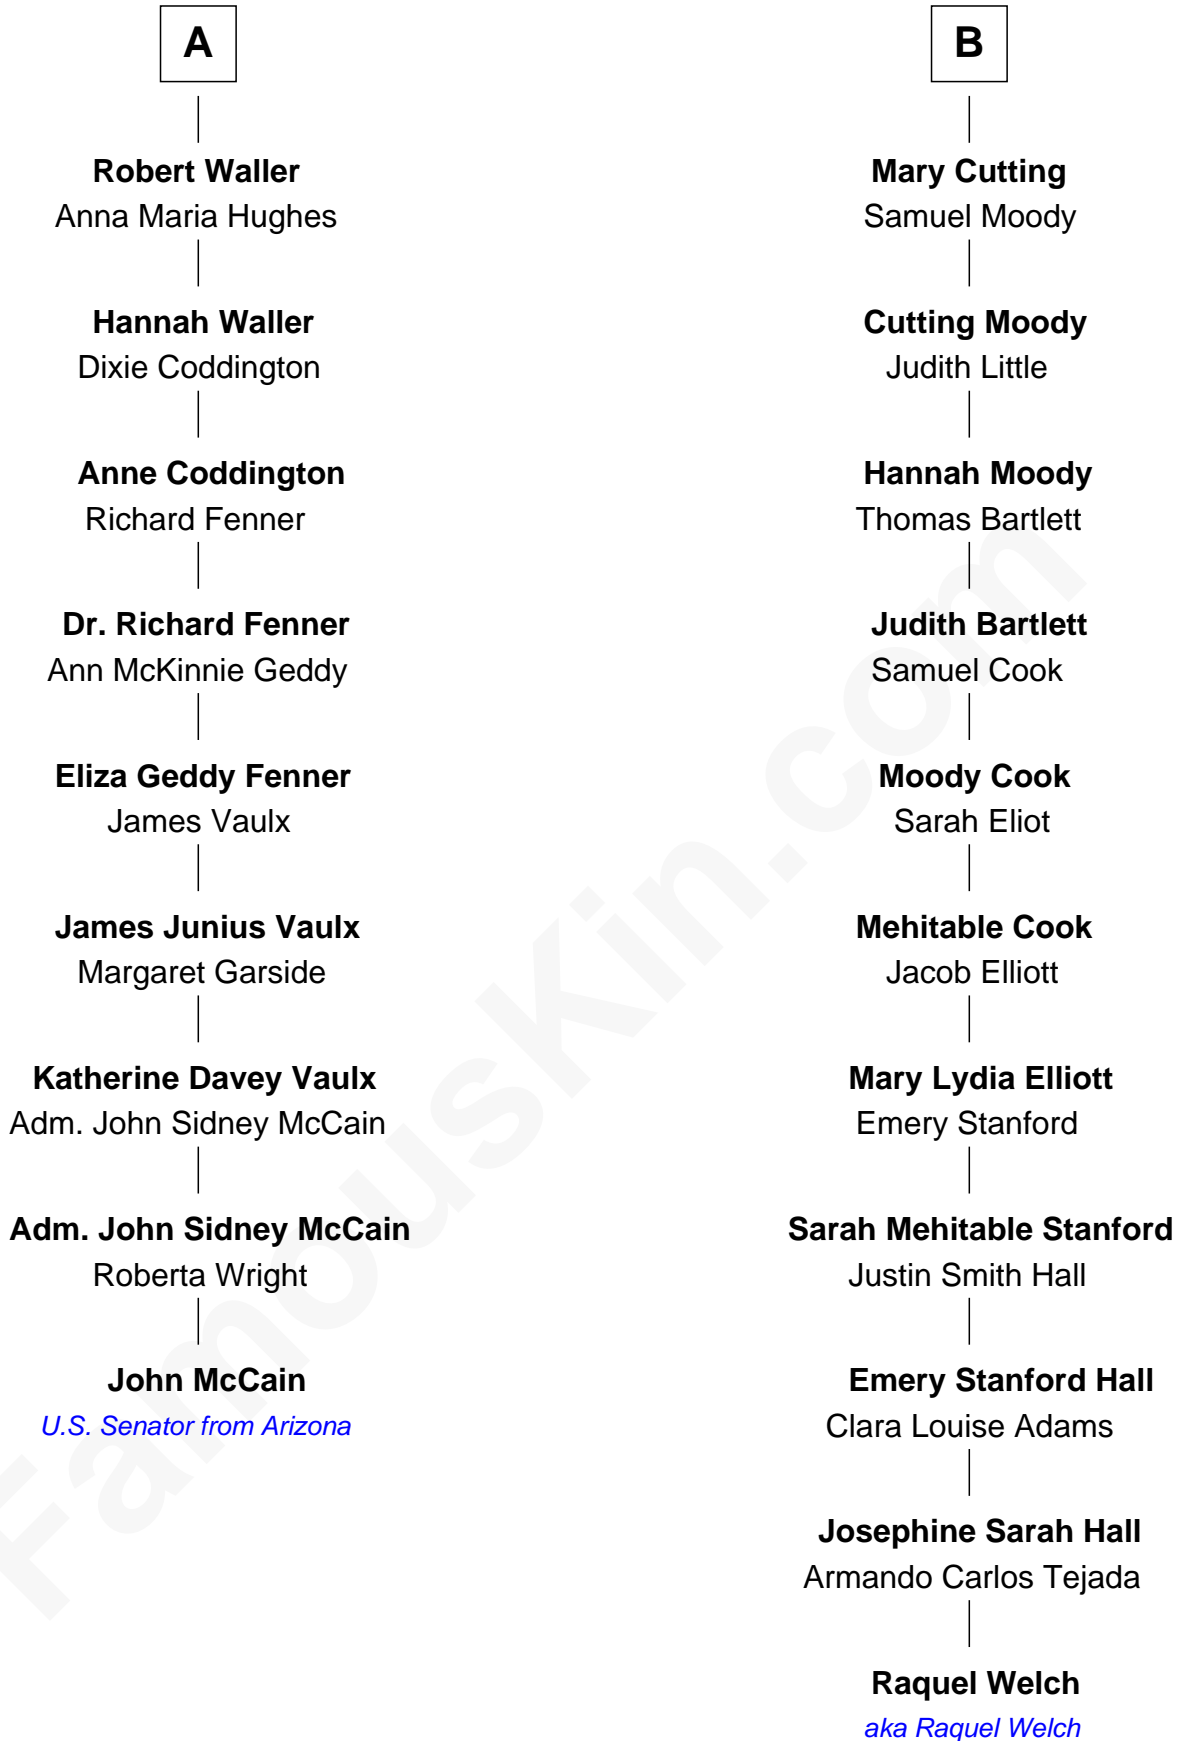 A
Robert Waller
Anna Maria Hughes
Hannah Waller
Dixie Coddington
Anne Coddington
Richard Fenner
Dr. Richard Fenner
Ann McKinnie Geddy
Eliza Geddy Fenner
James Vaulx
James Junius Vaulx
Margaret Garside
Katherine Davey Vaulx
Adm. John Sidney McCain
Adm. John Sidney McCain
Roberta Wright
John McCain
U.S. Senator from Arizona
B
Mary Cutting
Samuel Moody
Cutting Moody
Judith Little
Hannah Moody
Thomas Bartlett
Judith Bartlett
Samuel Cook
Moody Cook
Sarah Eliot
Mehitable Cook
Jacob Elliott
Mary Lydia Elliott
Emery Stanford
Sarah Mehitable Stanford
Justin Smith Hall
Emery Stanford Hall
Clara Louise Adams
Josephine Sarah Hall
Armando Carlos Tejada
Raquel Welch
aka Raquel Welch
FamousKin.com